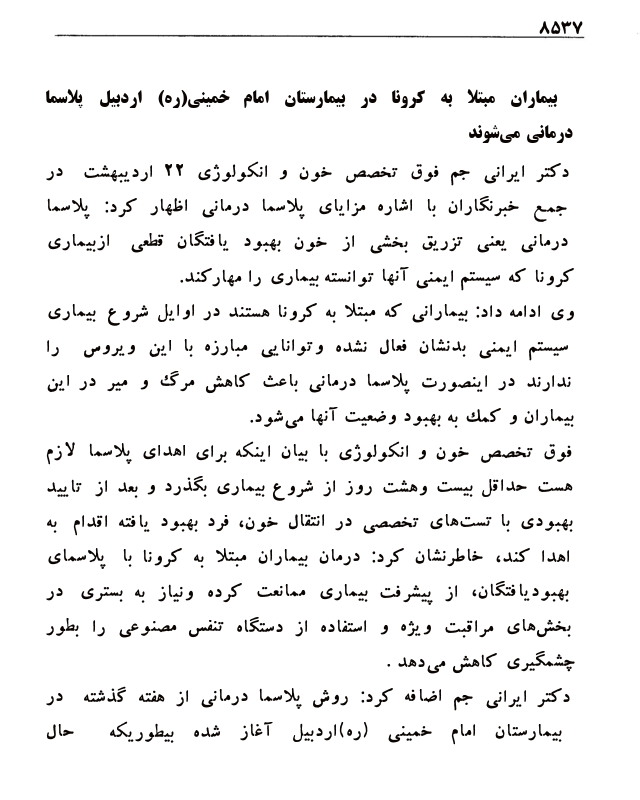 ۸۵۳۷
بیماران مبتلا به کرونا در بیمارستان امام خمینی(ره) اردبیل پلاسما
درمانی می‌شوند
دکتر ایرانی جم فوق تخصص خون و انکولوژی ۲۲ اردیبهشت در
جمع خبرنگاران با اشاره مزایای پلاسما درمانی اظهار کرد: پلاسما
درمانی یعنی تزریق بخشی از خون بهبود یافتگان قطعی ازبیماری
کرونا که سیستم ایمنی آنها توانسته بیماری را مهارکند.
وی ادامه داد: بیمارانی که مبتلا به کرونا هستند در اوایل شروع بیماری
سیستم ایمنی بدنشان فعال نشده وتوانایی مبارزه با این ویروس را
ندارند در اینصورت پلاسما درمانی باعث کاهش مرگ و میر در این
بیماران و کمك به بهبود وضعیت آنها می‌شود.
فوق تخصص خون و انکولوژی با بیان اینکه برای اهدای پلاسما لازم
هست حداقل بیست وهشت روز از شروع بیماری بگذرد و بعد از تایید
بهبودی با تست‌های تخصصی در انتقال خون، فرد بهبود یافته اقدام به
اهدا کند، خاطرنشان کرد: درمان بیماران مبتلا به کرونا با پلاسمای
بهبودیافتگان، از پیشرفت بیماری ممانعت کرده ونیاز به بستری در
بخش‌های مراقبت ویژه و استفاده از دستگاه تنفس مصنوعی را بطور
چشمگیری کاهش می‌دهد .
دکتر ایرانی جم اضافه کرد: روش پلاسما درمانی از هفته گذشته در
بیمارستان امام خمینی (ره)اردبیل آغاز شده بیطوریکه حال